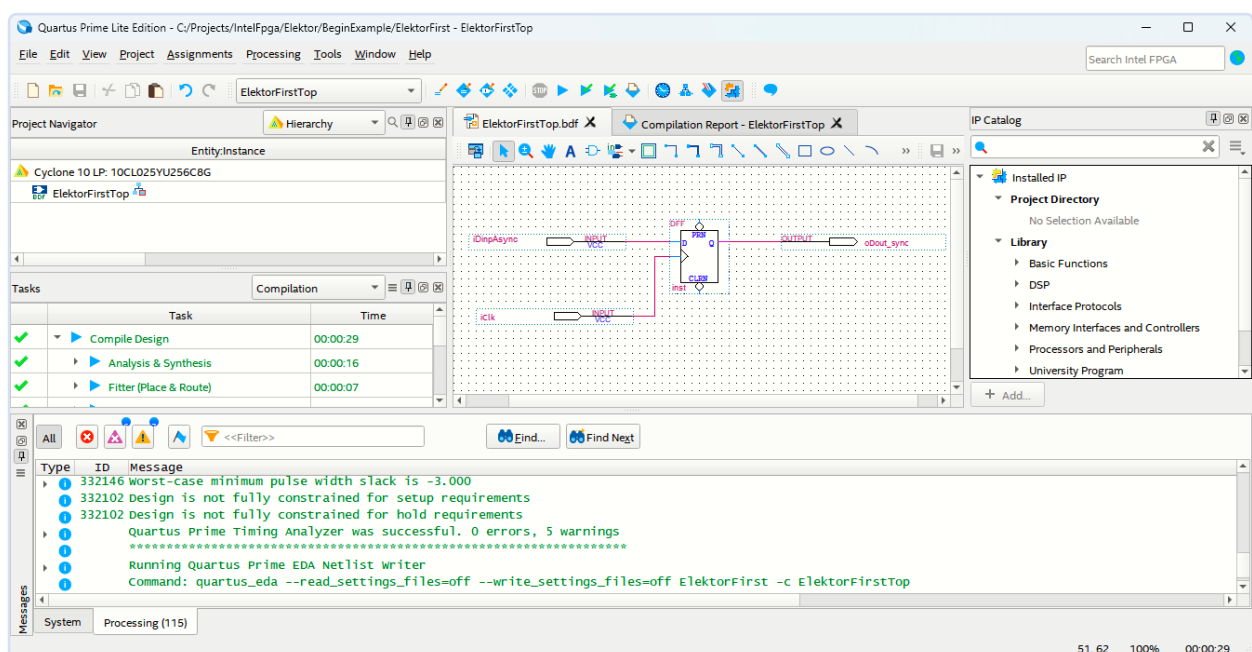 Quartus Prime Lite Edition - C:/Projects/IntelFpga/Elektor/BeginExample/ElektorFirst - ElektorFirstTop
File Edit View Project Assignments Processing Tools Window Help
Search Intel FPGA
ElektorFirstTop
STOP
Project Navigator
Hierarchy
Entity:Instance
Cyclone 10 LP: 10CL025YU256C8G
BDF ElektorFirstTop
Tasks
Compilation
Task Time
Compile Design 00:00:29
Analysis & Synthesis 00:00:16
Fitter (Place & Route) 00:00:07
ElektorFirstTop.bdf
Compilation Report - ElektorFirstTop
DFF
iDinpAsync INPUT VCC
PRN
D Q
CLRN
inst
OUTPUT oDout_sync
iClk INPUT VCC
IP Catalog
Installed IP
Project Directory
No Selection Available
Library
Basic Functions
DSP
Interface Protocols
Memory Interfaces and Controllers
Processors and Peripherals
University Program
+ Add...
All
<<Filter>>
Find...
Find Next
Type ID Message
332146 Worst-case minimum pulse width slack is -3.000
332102 Design is not fully constrained for setup requirements
332102 Design is not fully constrained for hold requirements
Quartus Prime Timing Analyzer was successful. 0 errors, 5 warnings
*******************************************************************
Running Quartus Prime EDA Netlist Writer
Command: quartus_eda --read_settings_files=off --write_settings_files=off ElektorFirst -c ElektorFirstTop
Messages
System Processing (115)
51, 62 100% 00:00:29